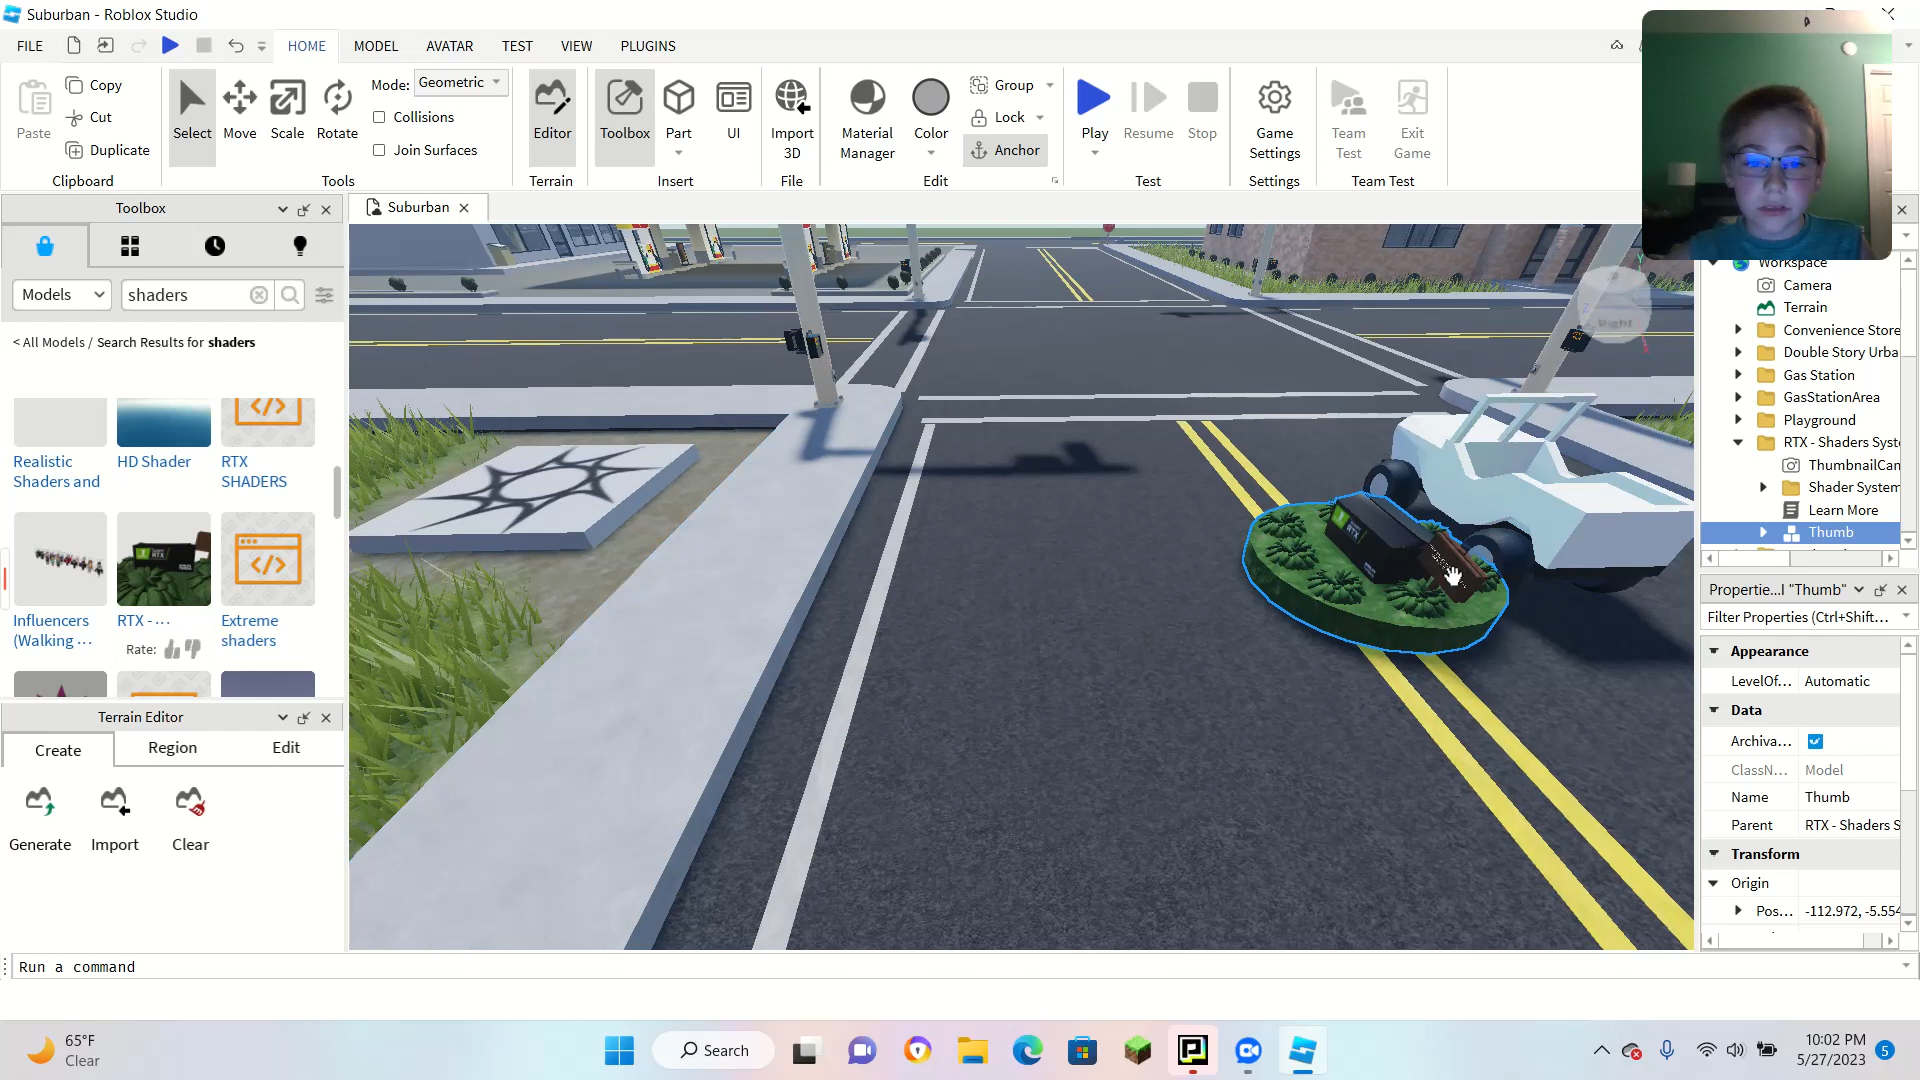 Suburban - Roblox Studio
FILE
HOME
MODEL
AVATAR
TEST
VIEW
PLUGINS
Paste
Copy
Cut
Duplicate
Clipboard
Select
Move
Scale
Rotate
Mode:
Geometric
Collisions
Join Surfaces
Tools
Editor
Terrain
Toolbox
Part
UI
Insert
Import
3D
File
Material
Manager
Color
Group
Lock
Anchor
Edit
Play
Resume
Stop
Test
Game
Settings
Settings
Team
Test
Exit
Game
Team Test
Toolbox
Suburban
Models
shaders
< All Models / Search Results for shaders
Realistic
Shaders and
HD Shader
RTX
SHADERS
Influencers
(Walking ...
RTX - ...
Rate:
Extreme
shaders
Terrain Editor
Create
Region
Edit
Generate
Import
Clear
Run a command
Right
RTX
Workspace
Camera
Terrain
Convenience Store
Double Story Urba
Gas Station
GasStationArea
Playground
RTX - Shaders Syst
ThumbnailCan
Shader System
Learn More
Thumb
Propertie...l "Thumb"
Filter Properties (Ctrl+Shift...
Appearance
LevelOf... Automatic
Data
Archiva...
ClassN... Model
Name Thumb
Parent RTX - Shaders S
Transform
Origin
Pos... -112.972, -5.554
65°F
Clear
Search
10:02 PM
5/27/2023
5